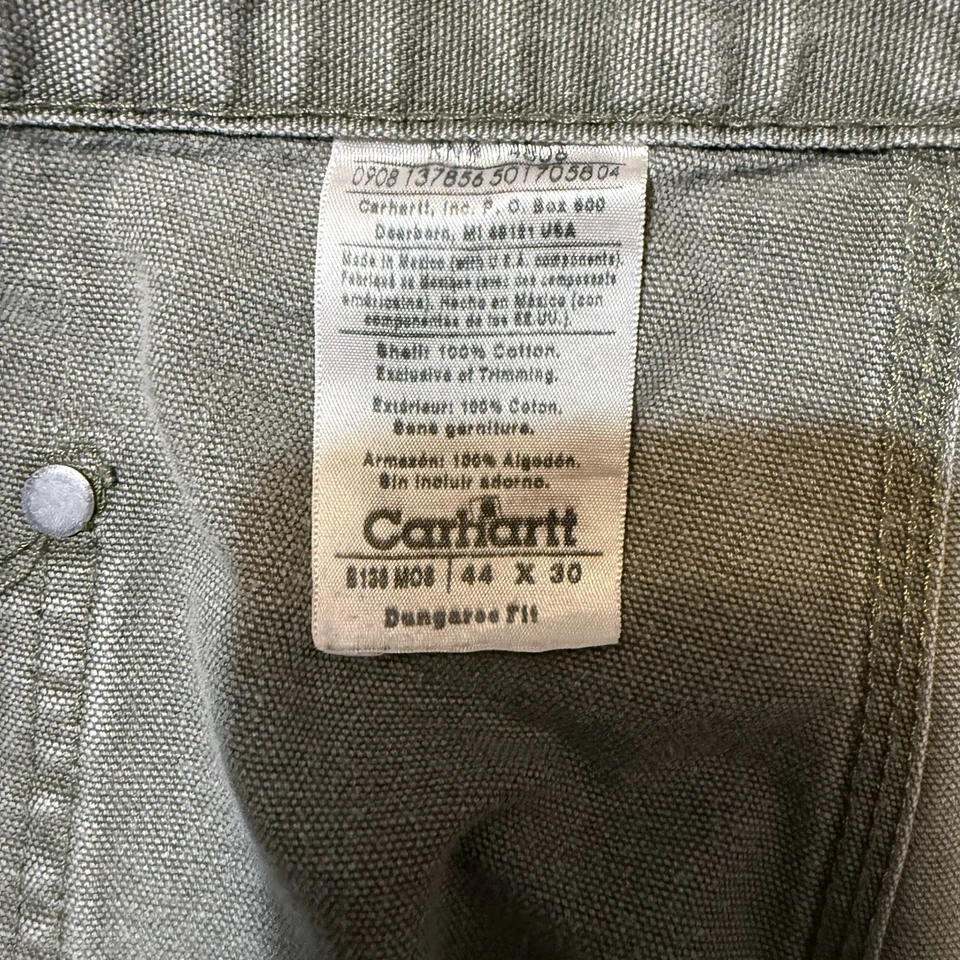 0908 137856 501705804
Carhartt, Inc. P. O. Box 600
Dearborn, MI 48121 USA
Made in Mexico (with U.S.A. components).
Fabriqué au Mexique (avec des composants
américains). Hecho en México (con
componentes de los EE.UU.).
Shell: 100% Cotton.
Exclusive of Trimming.
Extérieur: 100% Coton.
Sans garniture.
Armazón: 100% Algodón.
Sin incluir adorno.
Carhartt
B136 MOS 44 X 30
Dungaree Fit